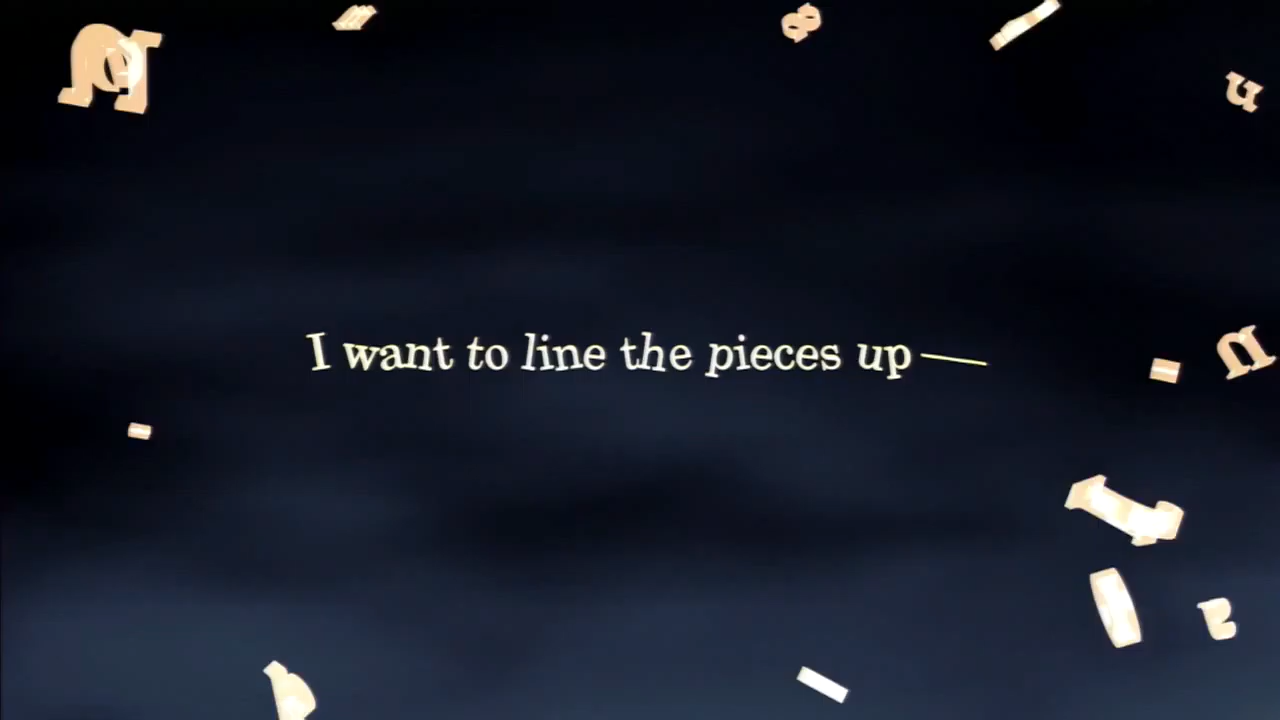 I want to line the pieces up —